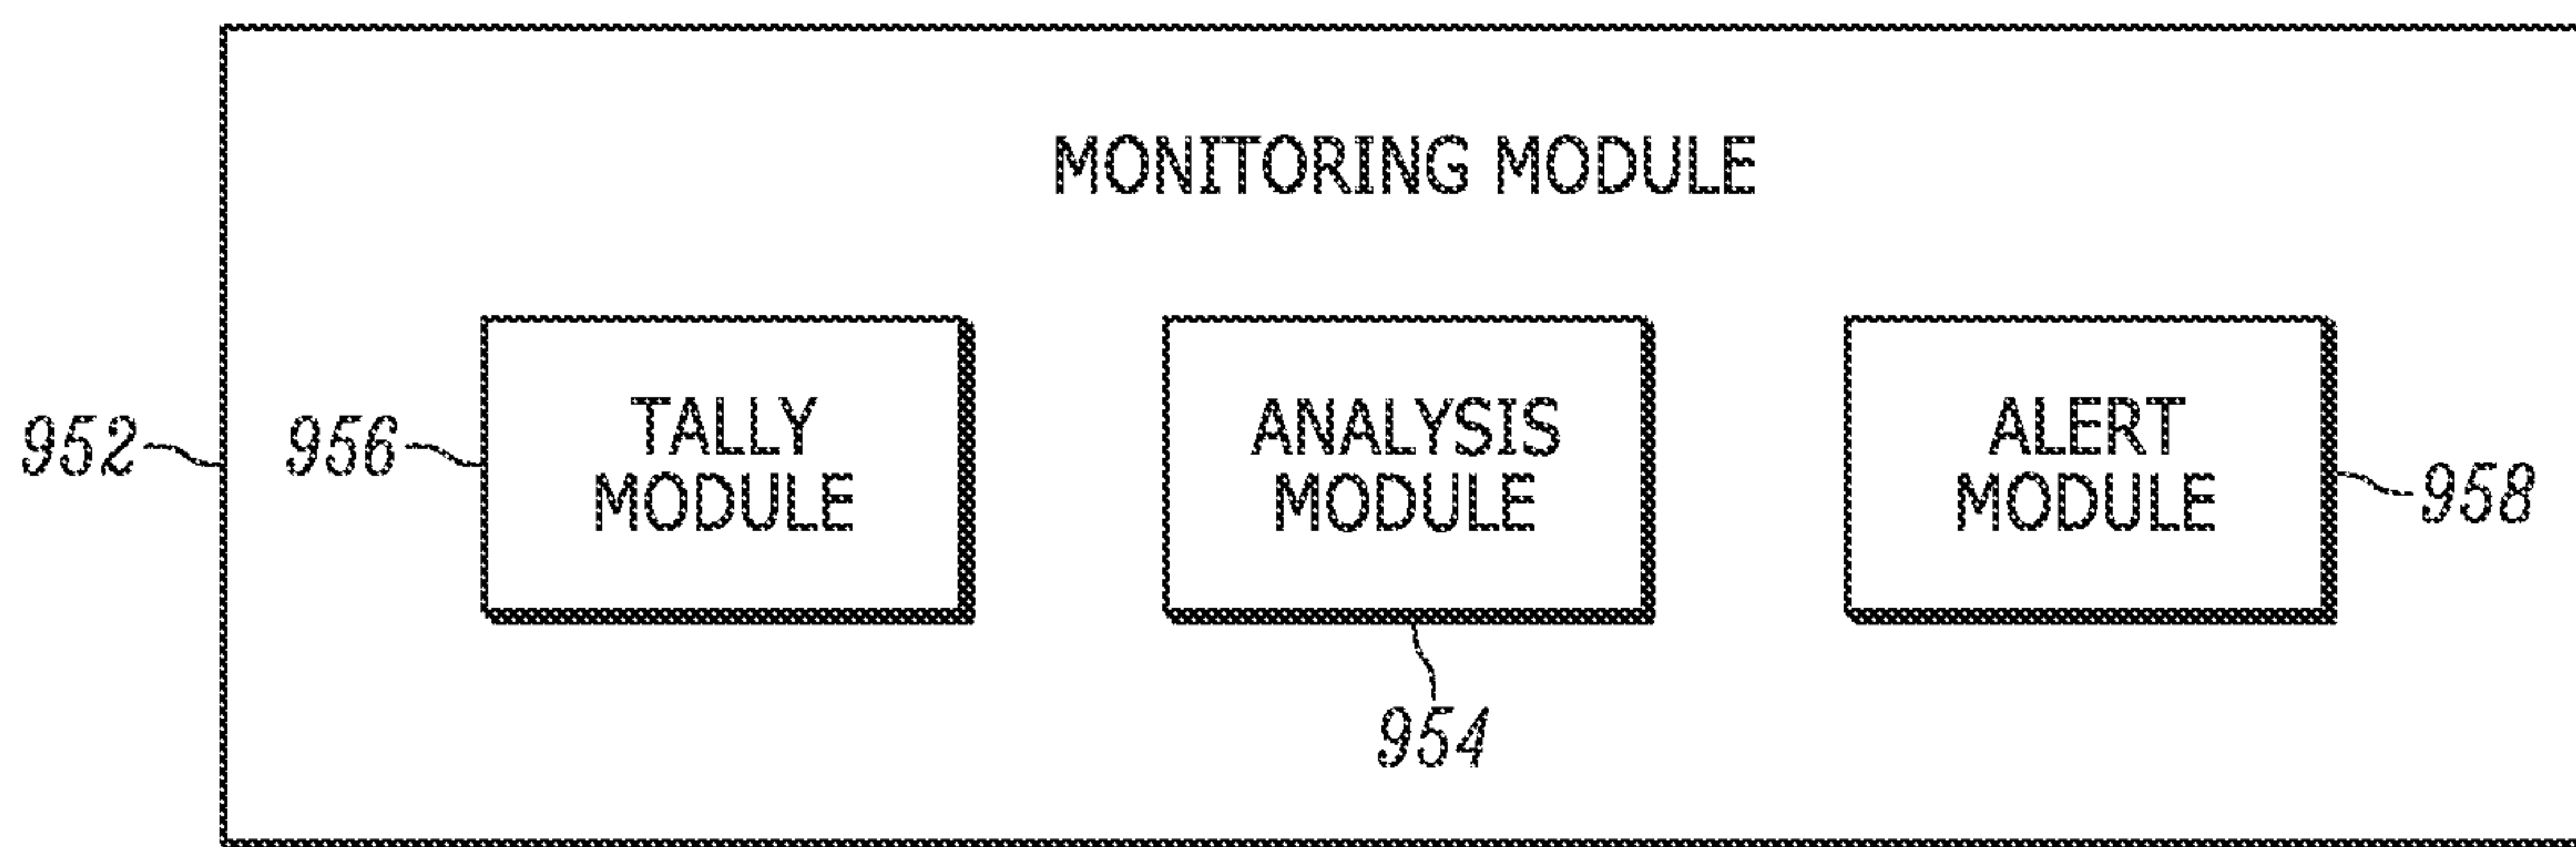 MONITORING MODULE
952
956
TALLY
MODULE
ANALYSIS
MODULE
954
ALERT
MODULE
958